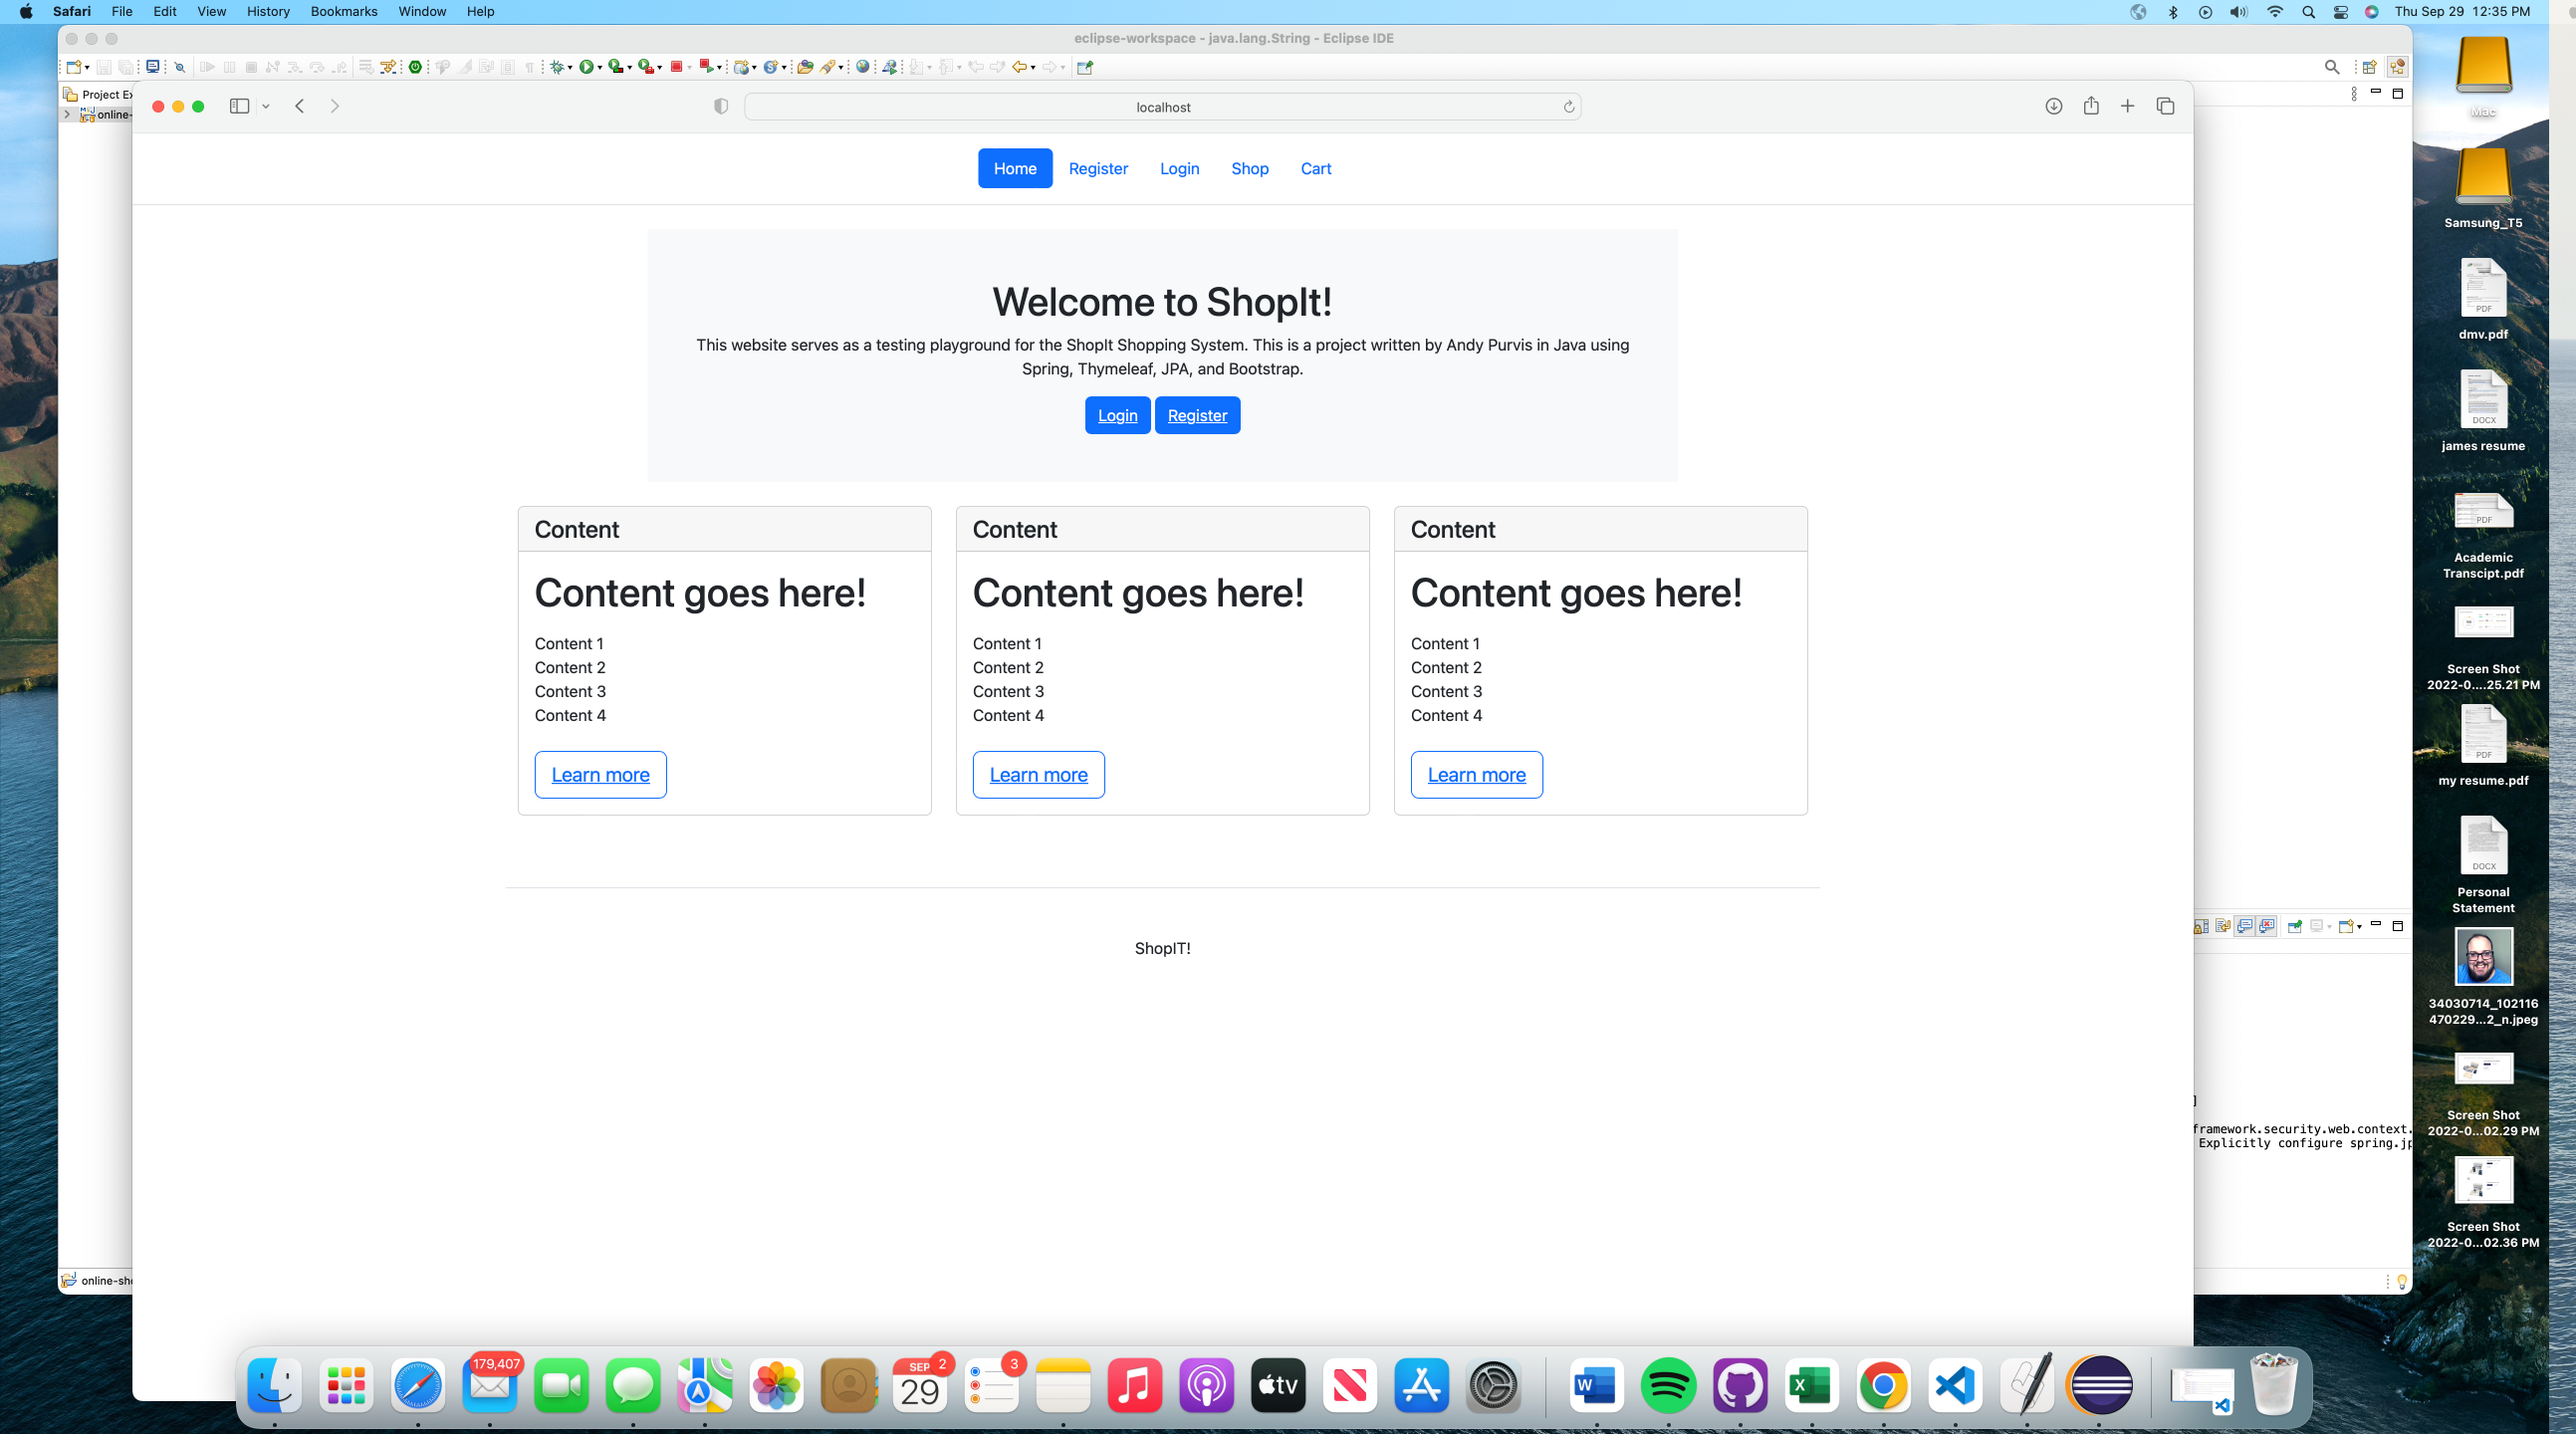 Safari File Edit View History Bookmarks Window Help
Thu Sep 29 12:35 PM
eclipse-workspace - java.lang.String - Eclipse IDE
Project Ex
online-
localhost
Home Register Login Shop Cart
Welcome to ShopIt!
This website serves as a testing playground for the ShopIt Shopping System. This is a project written by Andy Purvis in Java using
Spring, Thymeleaf, JPA, and Bootstrap.
Login Register
Content
Content goes here!
Content 1
Content 2
Content 3
Content 4
Learn more
Content
Content goes here!
Content 1
Content 2
Content 3
Content 4
Learn more
Content
Content goes here!
Content 1
Content 2
Content 3
Content 4
Learn more
ShopIT!
]
framework.security.web.context.
Explicitly configure spring.jp
online-sho
Mac
Samsung_T5
PDF
dmv.pdf
DOCX
james resume
PDF
Academic
Transcipt.pdf
Screen Shot
2022-0....25.21 PM
PDF
my resume.pdf
DOCX
Personal
Statement
34030714_102116
470229...2_n.jpeg
Screen Shot
2022-0...02.29 PM
Screen Shot
2022-0...02.36 PM
179,407
SEP 2
29
3
tv
W
X